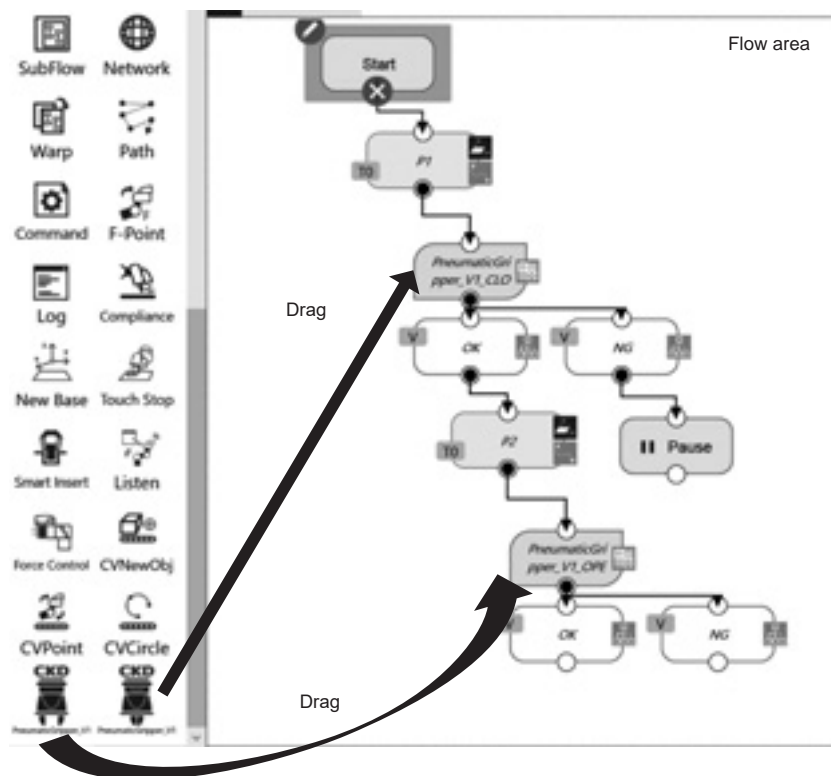 SubFlow Network
Warp Path
Command F-Point
Log Compliance
New Base Touch Stop
Smart Insert Listen
Force Control CVNewObj
CVPoint CVCircle
CKD CKD
PneumaticGripper_V1 PneumaticGripper_V1
Flow area
Start
P1
T0
PneumaticGri
pper_V1_CLO
Drag
V OK V NG
P2
T0
Pause
PneumaticGri
pper_V1_OPE
V OK V NG
Drag